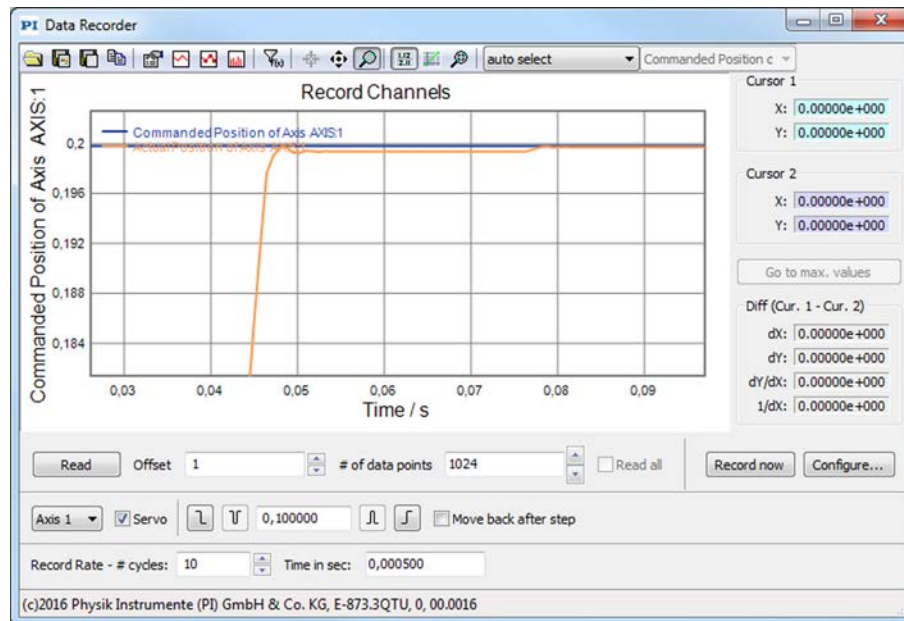 PI Data Recorder
auto select
Commanded Position c
Record Channels
Commanded Position of Axis AXIS:1
Commanded Position of Axis AXIS:1
Actual Position of Axis
0,2
0,196
0,192
0,188
0,184
0,03 0,04 0,05 0,06 0,07 0,08 0,09
Time / s
Cursor 1
X: 0.00000e+000
Y: 0.00000e+000
Cursor 2
X: 0.00000e+000
Y: 0.00000e+000
Go to max. values
Diff (Cur. 1 - Cur. 2)
dX: 0.00000e+000
dY: 0.00000e+000
dY/dX: 0.00000e+000
1/dX: 0.00000e+000
Read Offset 1 # of data points 1024 Read all Record now Configure...
Axis 1 Servo 0,100000 Move back after step
Record Rate - # cycles: 10 Time in sec: 0,000500
(c)2016 Physik Instrumente (PI) GmbH & Co. KG, E-873.3QTU, 0, 00.0016